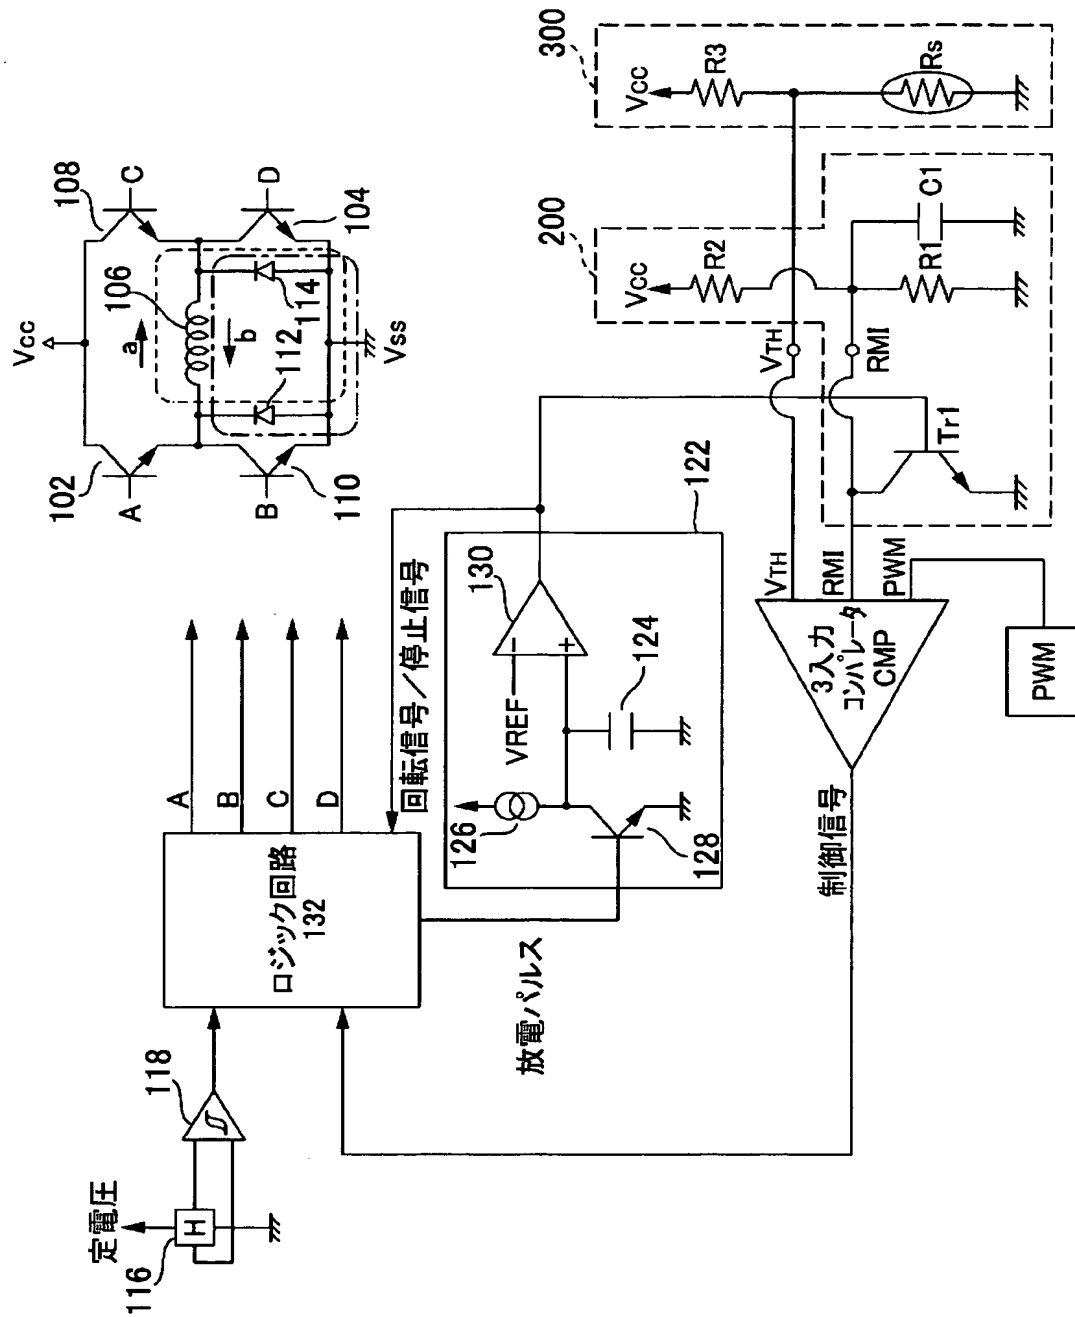 Vcc
102
108
A
C
a
106
b
112
114
B
D
110
104
Vss
定電圧
116
H
118
ロジック回路
132
A
B
C
D
回転信号/停止信号
放電パルス
126
VREF
130
-
+
124
128
122
制御信号
3入力
コンパレータ
CMP
VTH
RMI
PWM
PWM
VTH
RMI
Tr1
200
Vcc
R2
R1
C1
300
Vcc
R3
Rs